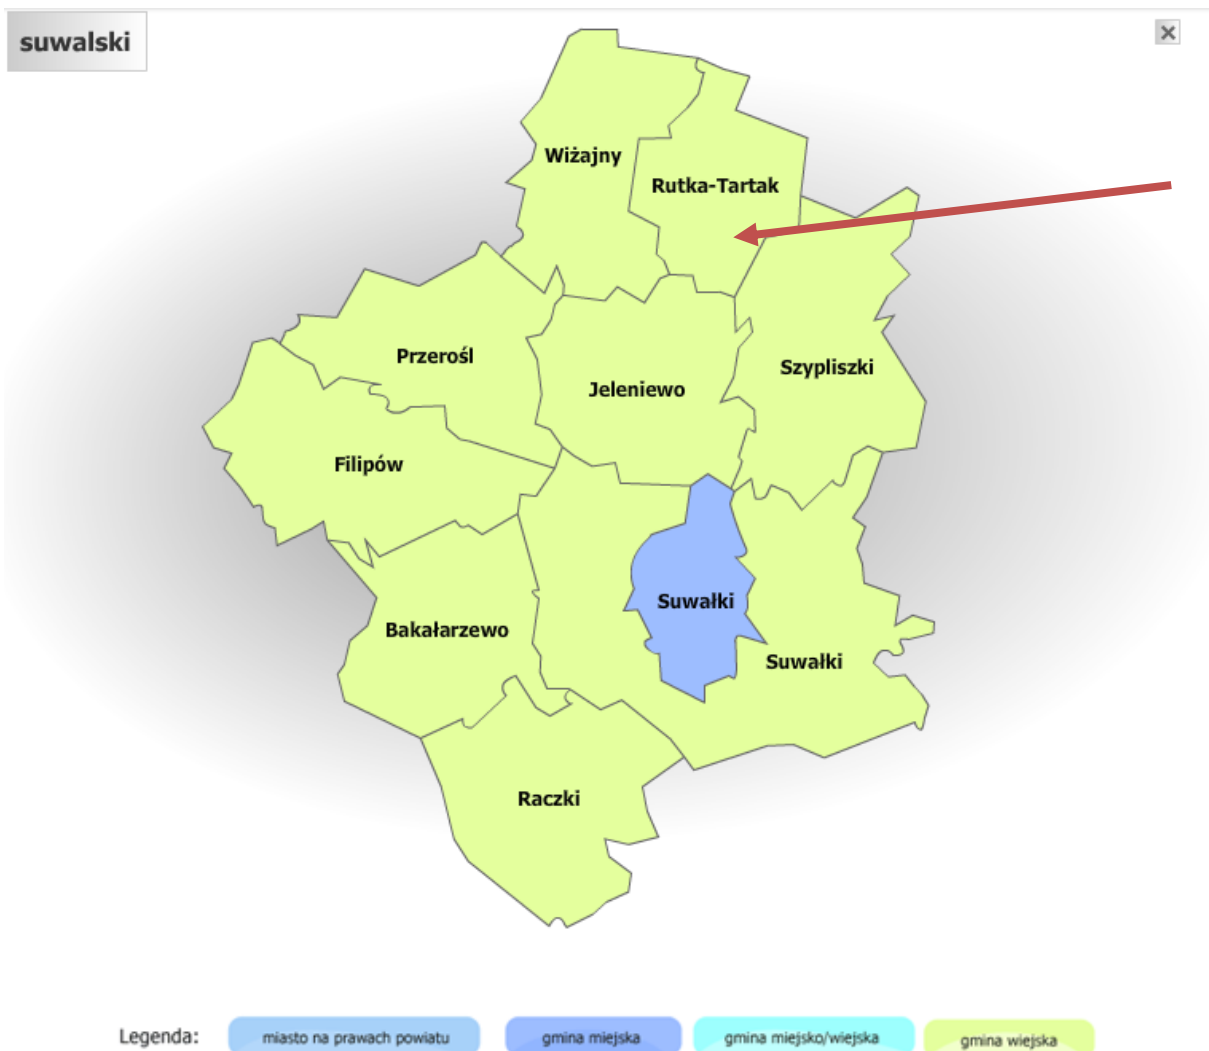 suwalski
Wiżajny
Rutka-Tartak
Przerośl
Jeleniewo
Szypliszki
Filipów
Suwałki
Bakałarzewo
Suwałki
Raczki
Legenda:
miasto na prawach powiatu
gmina miejska
gmina miejsko/wiejska
gmina wiejska